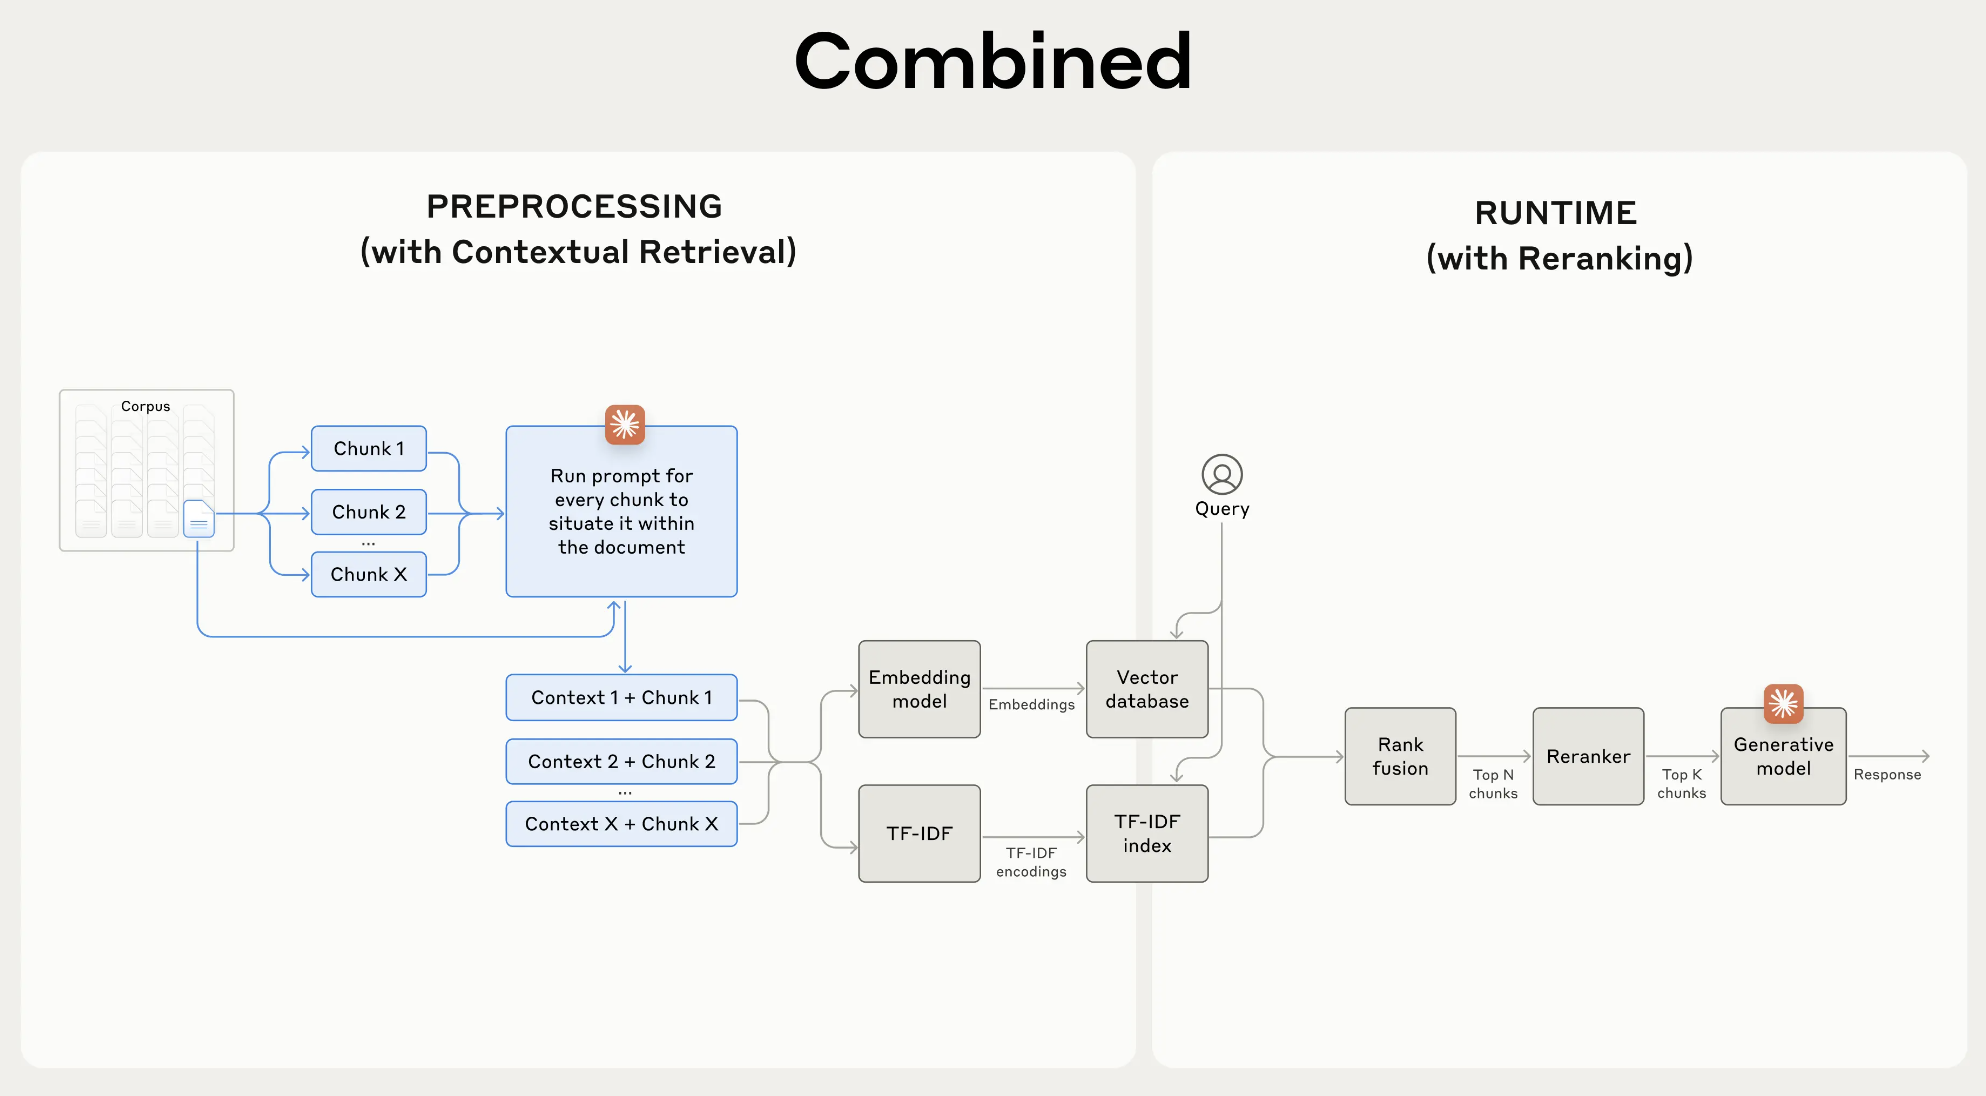 Combined
PREPROCESSING
(with Contextual Retrieval)
Corpus
Chunk 1
Chunk 2
...
Chunk X
Run prompt for
every chunk to
situate it within
the document
Context 1 + Chunk 1
Context 2 + Chunk 2
...
Context X + Chunk X
Embedding
model
Embeddings
Vector
database
TF-IDF
TF-IDF
encodings
TF-IDF
index
RUNTIME
(with Reranking)
Query
Rank
fusion
Top N
chunks
Reranker
Top K
chunks
Generative
model
Response